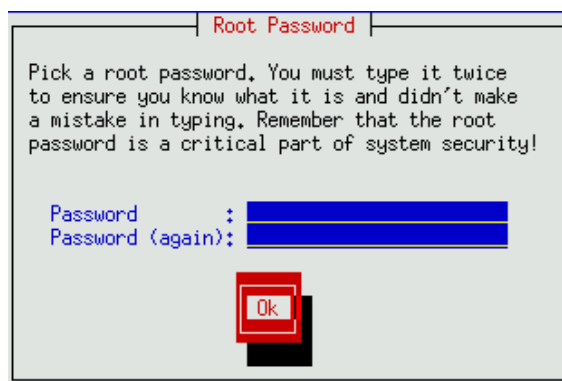 Root Password
Pick a root password. You must type it twice
to ensure you know what it is and didn't make
a mistake in typing. Remember that the root
password is a critical part of system security!
Password :
Password (again):
Ok